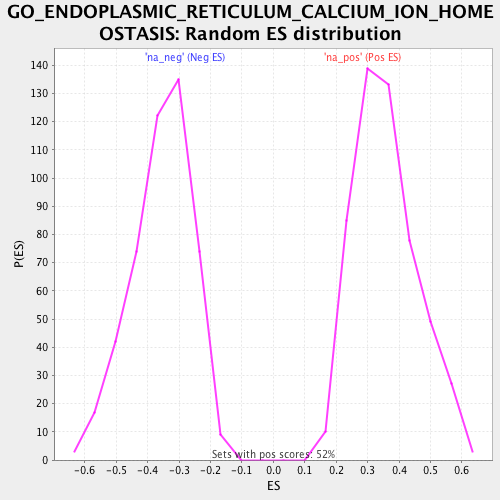 GO_ENDOPLASMIC_RETICULUM_CALCIUM_ION_HOME
OSTASIS: Random ES distribution
'na_neg' (Neg ES)
'na_pos' (Pos ES)
140
130
120
110
100
90
80
70
60
50
40
30
20
10
0
P(ES)
Sets with pos scores: 52%
-0.6 -0.5 -0.4 -0.3 -0.2 -0.1 0.0 0.1 0.2 0.3 0.4 0.5 0.6
ES